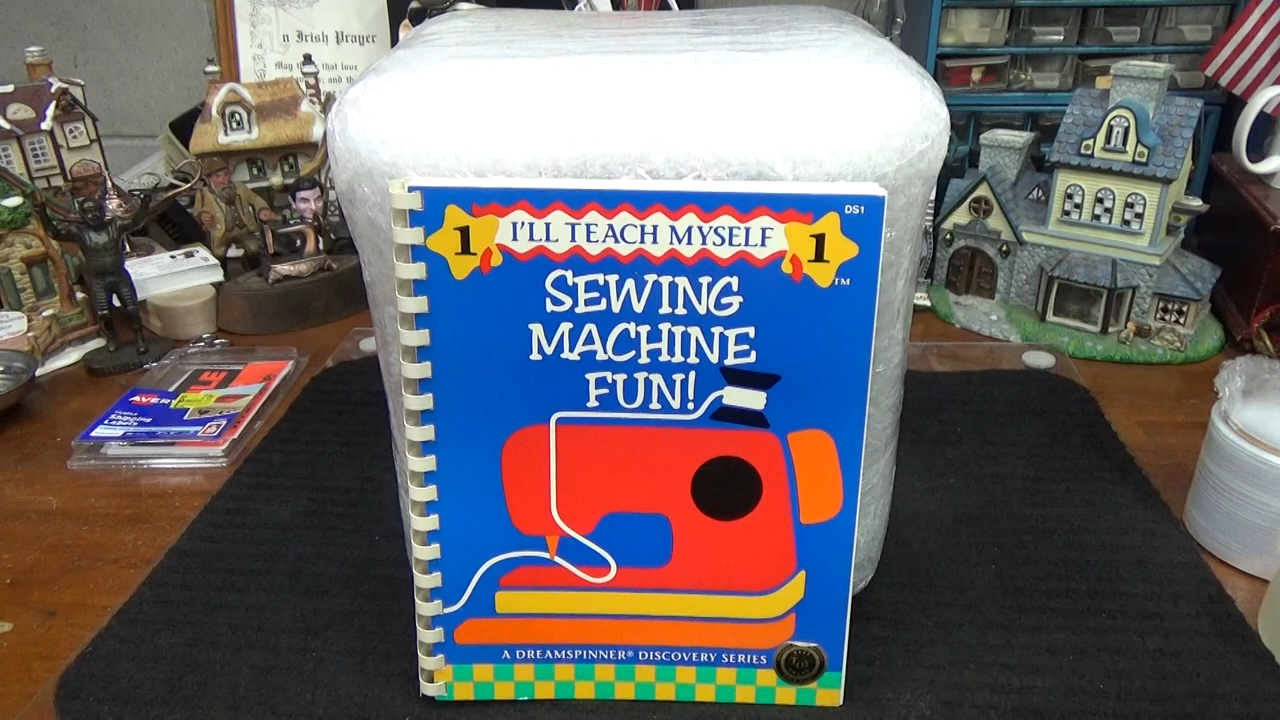 n Irish Prayer
DS1
1 I'LL TEACH MYSELF 1
TM
SEWING
MACHINE
FUN!
A DREAMSPINNER® DISCOVERY SERIES
AVERY
Shipping
Labels